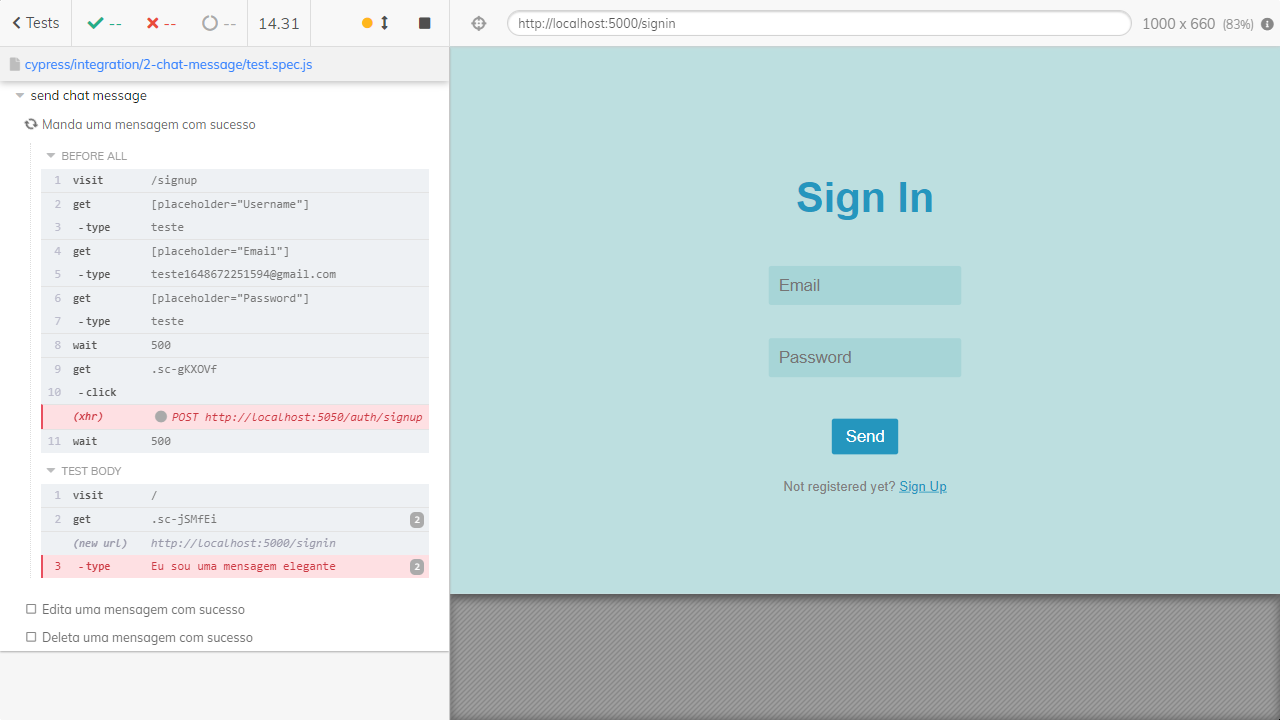 Tests
--
--
--
14.31
http://localhost:5000/signin
1000 x 660 (83%)
cypress/integration/2-chat-message/test.spec.js
send chat message
Manda uma mensagem com sucesso
BEFORE ALL
1 visit /signup
2 get [placeholder="Username"]
3 -type teste
4 get [placeholder="Email"]
5 -type teste1648672251594@gmail.com
6 get [placeholder="Password"]
7 -type teste
8 wait 500
9 get .sc-gKXOVf
10 -click
(xhr) POST http://localhost:5050/auth/signup
11 wait 500
TEST BODY
1 visit /
2 get .sc-jSMfEi 2
(new url) http://localhost:5000/signin
3 -type Eu sou uma mensagem elegante 2
Edita uma mensagem com sucesso
Deleta uma mensagem com sucesso
Sign In
Email
Password
Send
Not registered yet? Sign Up